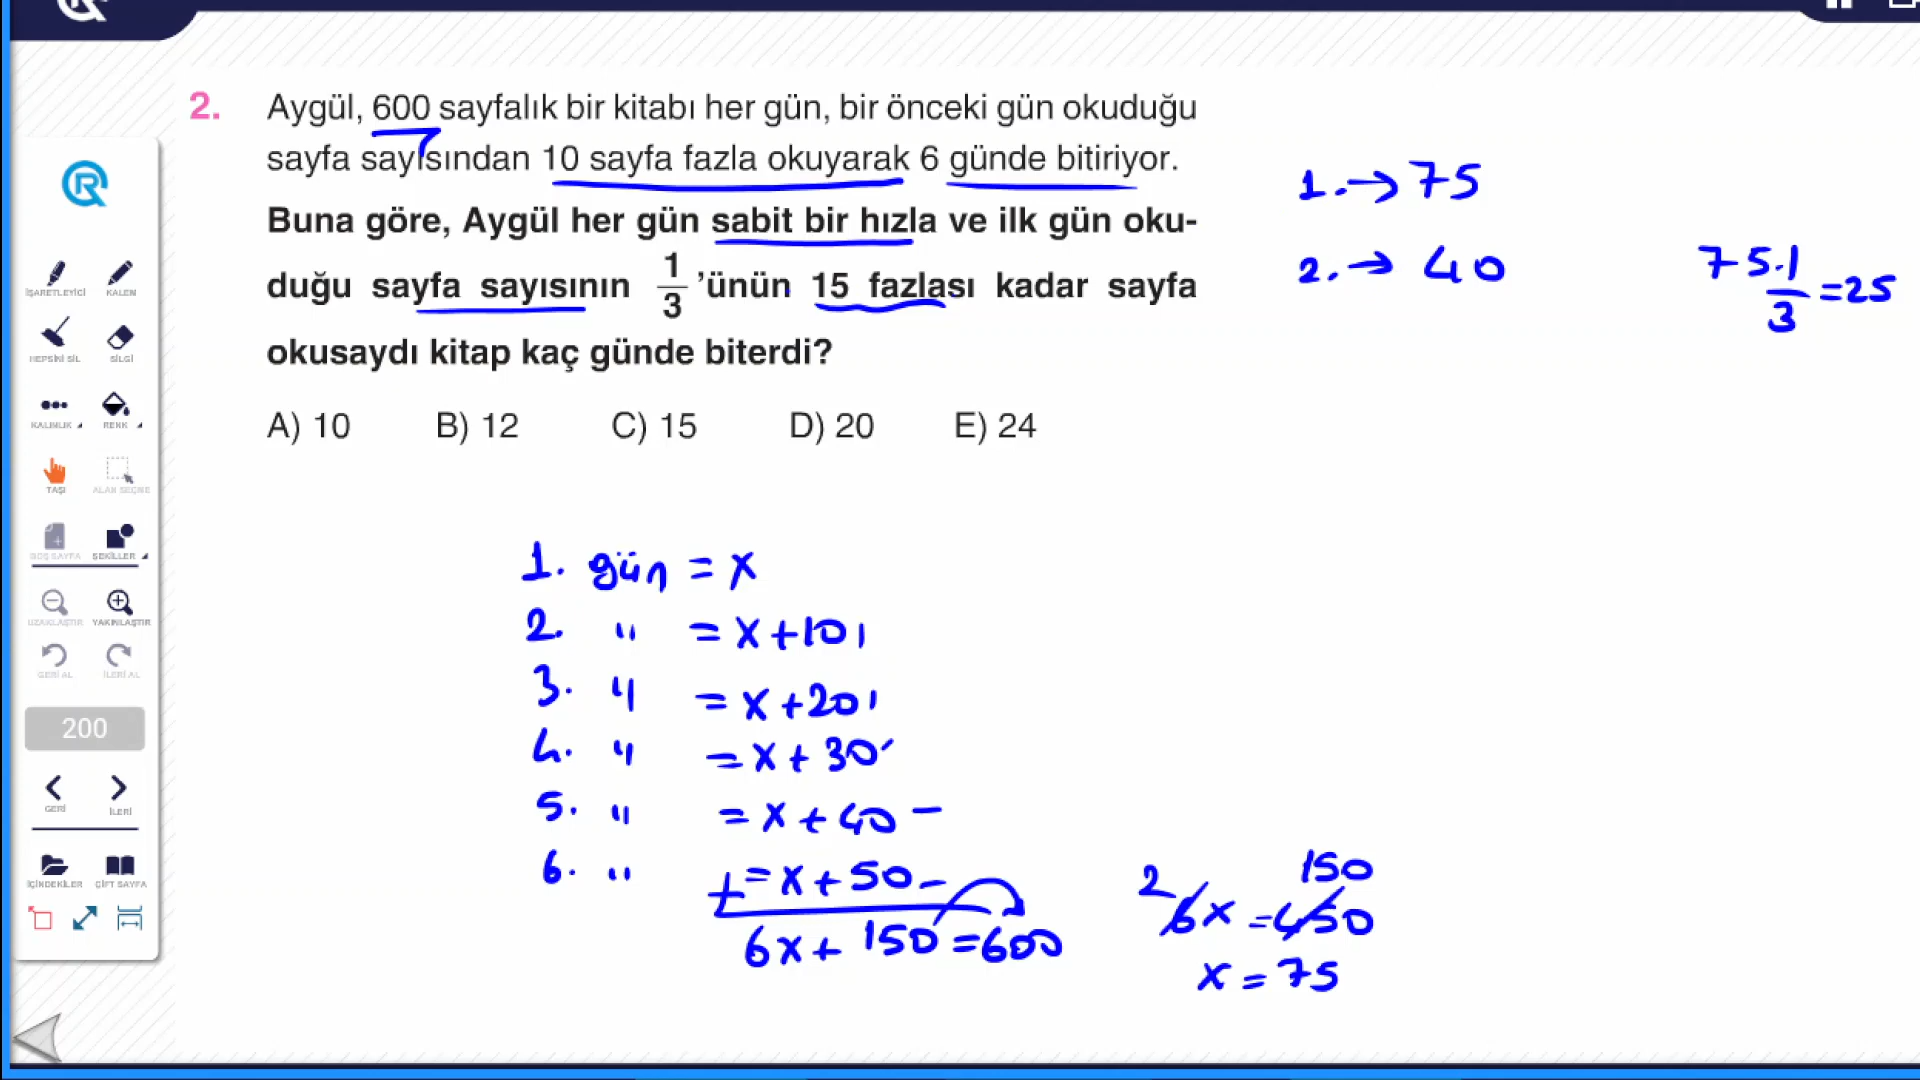 2. Aygül, 600 sayfalık bir kitabı her gün, bir önceki gün okuduğu
sayfa sayısından 10 sayfa fazla okuyarak 6 günde bitiriyor.
Buna göre, Aygül her gün sabit bir hızla ve ilk gün oku-
duğu sayfa sayısının 1/3 'ünün 15 fazlası kadar sayfa
okusaydı kitap kaç günde biterdi?
A) 10 B) 12 C) 15 D) 20 E) 24
1. → 75
2. → 40
75.1/3 = 25
1. gün = x
2. " = x+10
3. " = x+20
4. " = x+30
5. " = x+40
6. " = x+50
+
6x+150=600
2 150
6x = 450
x = 75
İŞARETLEYİCİ KALEM
HEPSİNİ SİL SİLGİ
KALINLIK RENK
TAŞI ALAN SEÇME
BOŞ SAYFA ŞEKİLLER
UZAKLAŞTIR YAKINLAŞTIR
GERİ AL İLERİ AL
200
GERİ İLERİ
İÇİNDEKİLER ÇİFT SAYFA